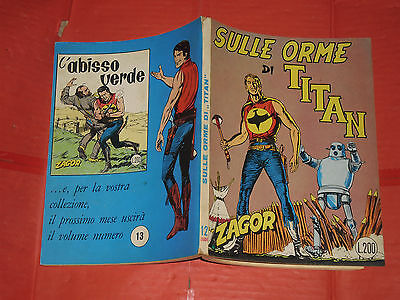 L'abisso
verde
ZAGOR
...e, per la vostra
collezione,
il prossimo mese uscirà
il volume numero
13
SULLE ORME DI "TITAN"
12
SULLE ORME
DI
TITAN
ZAGOR
L.200